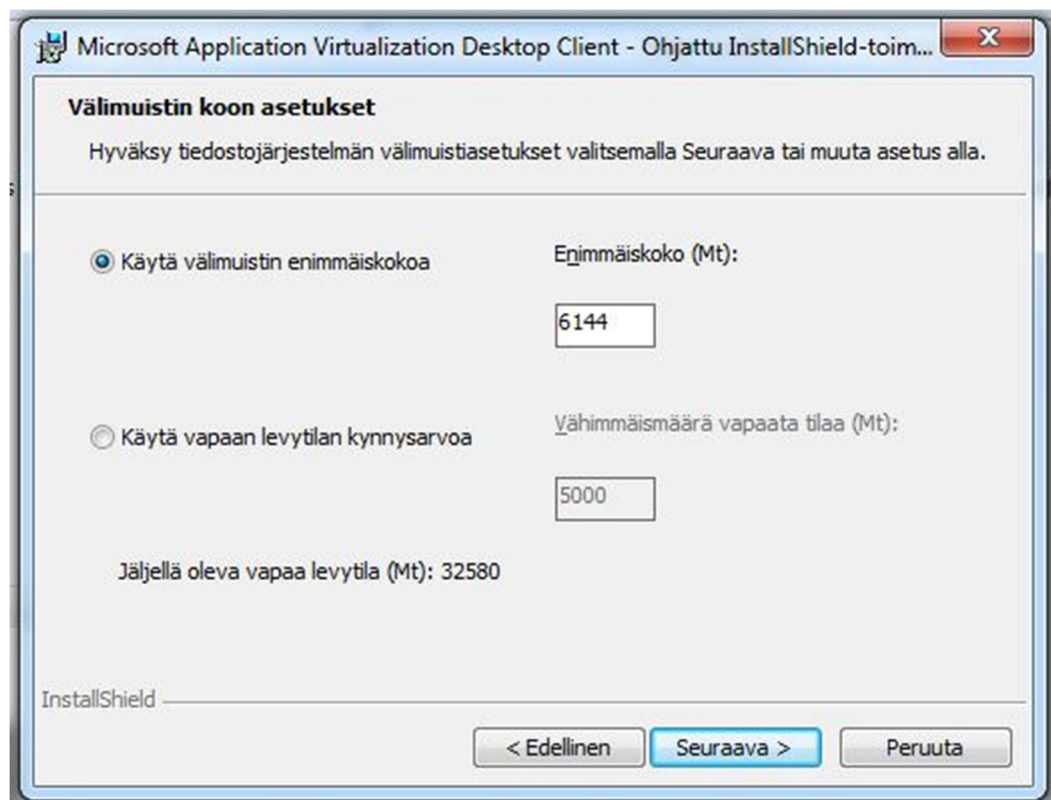 Microsoft Application Virtualization Desktop Client - Ohjattu InstallShield-toim...
Välimuistin koon asetukset
Hyväksy tiedostojärjestelmän välimuistiasetukset valitsemalla Seuraava tai muuta asetus alla.
Käytä välimuistin enimmäiskokoa
Enimmäiskoko (Mt):
6144
Käytä vapaan levytilan kynnysarvoa
Vähimmäismäärä vapaata tilaa (Mt):
5000
Jäljellä oleva vapaa levytila (Mt): 32580
InstallShield
< Edellinen
Seuraava >
Peruuta